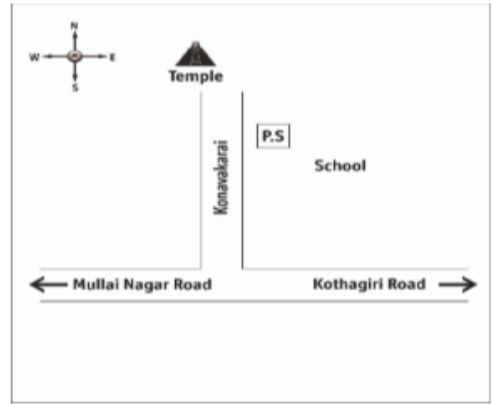 N
W E
S
Temple
P.S
School
Konavakarai
Mullai Nagar Road
Kothagiri Road